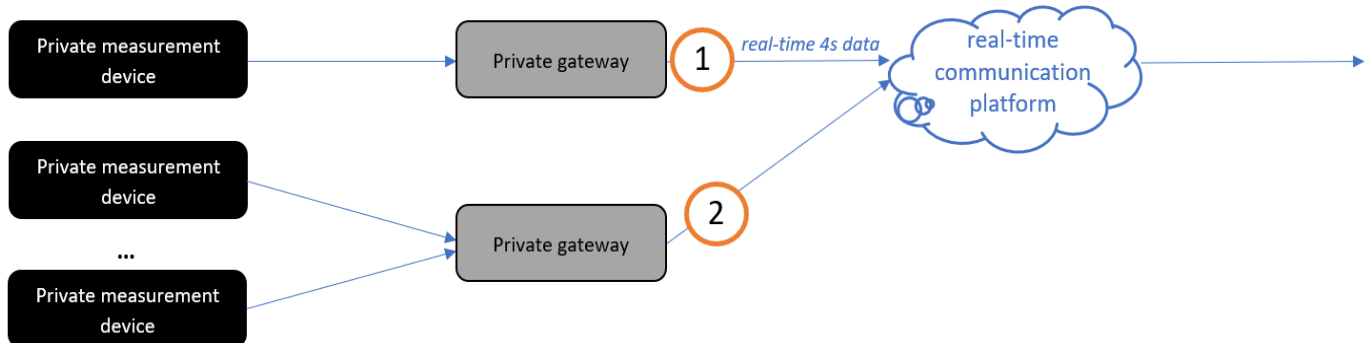 Private measurement
device
Private gateway
1
real-time 4s data
real-time
communication
platform
Private measurement
device
...
Private measurement
device
Private gateway
2